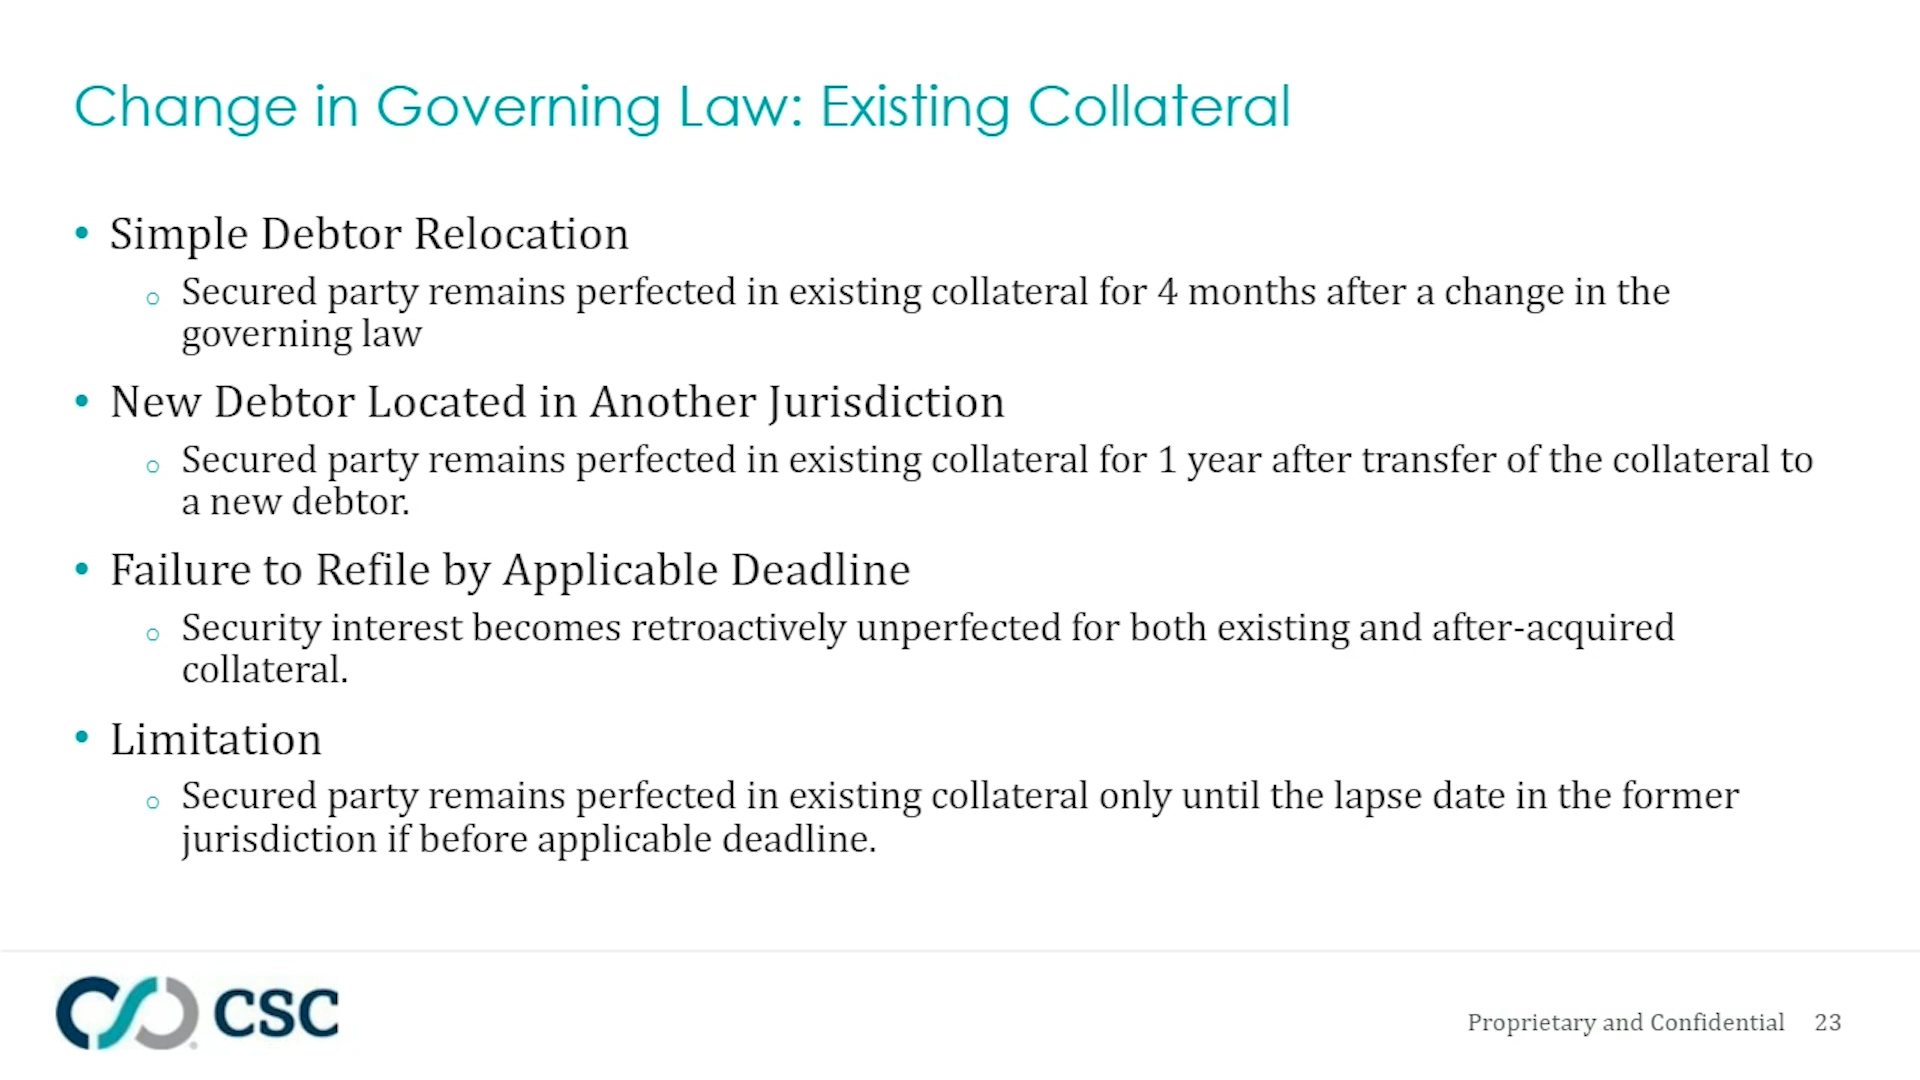 Change in Governing Law: Existing Collateral
• Simple Debtor Relocation
○ Secured party remains perfected in existing collateral for 4 months after a change in the
governing law
• New Debtor Located in Another Jurisdiction
○ Secured party remains perfected in existing collateral for 1 year after transfer of the collateral to
a new debtor.
• Failure to Refile by Applicable Deadline
○ Security interest becomes retroactively unperfected for both existing and after-acquired
collateral.
• Limitation
○ Secured party remains perfected in existing collateral only until the lapse date in the former
jurisdiction if before applicable deadline.
CSC
Proprietary and Confidential 23